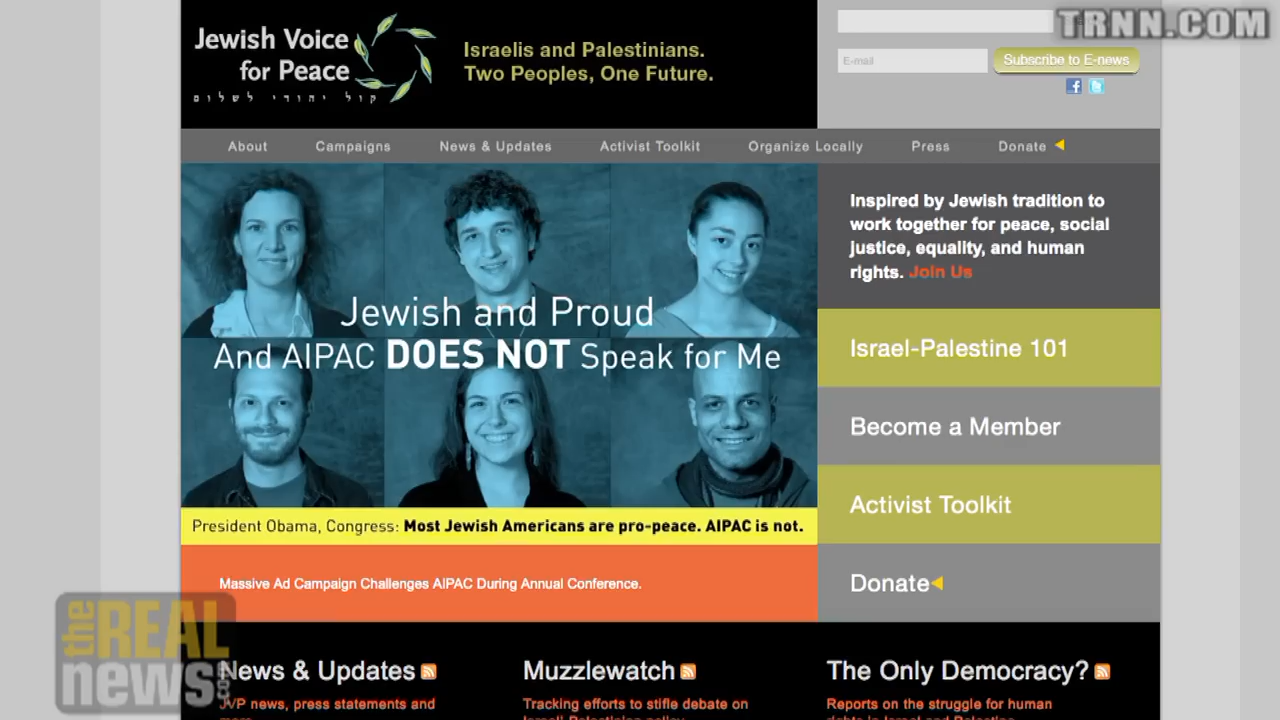 TRNN.COM
Jewish Voice
for Peace
קול יהודי לשלום
Israelis and Palestinians.
Two Peoples, One Future.
E-mail
Subscribe to E-news
About
Campaigns
News & Updates
Activist Toolkit
Organize Locally
Press
Donate
Jewish and Proud
And AIPAC DOES NOT Speak for Me
President Obama, Congress: Most Jewish Americans are pro-peace. AIPAC is not.
Massive Ad Campaign Challenges AIPAC During Annual Conference.
Inspired by Jewish tradition to
work together for peace, social
justice, equality, and human
rights. Join Us
Israel-Palestine 101
Become a Member
Activist Toolkit
Donate
the
REAL
news.com
News & Updates
JVP news, press statements and
Muzzlewatch
Tracking efforts to stifle debate on
The Only Democracy?
Reports on the struggle for human